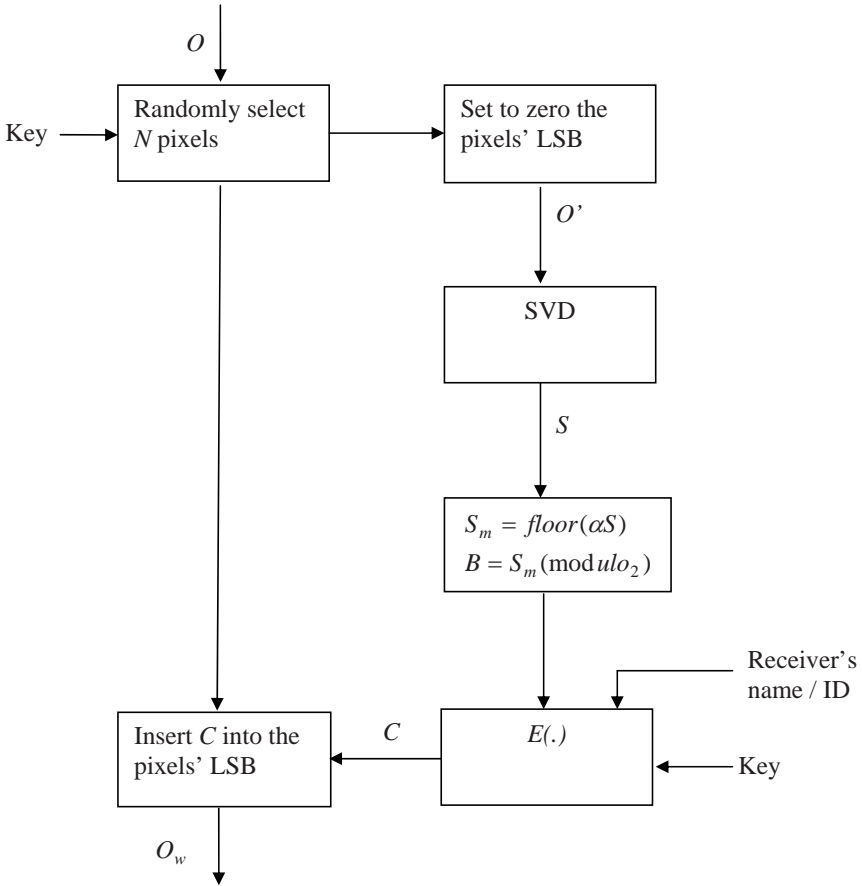 O
Key
Randomly select
N pixels
Set to zero the
pixels' LSB
O'
SVD
S
S_m = floor(αS)
B = S_m(modulo_2)
Receiver's
name / ID
E(.)
Key
C
Insert C into the
pixels' LSB
O_w